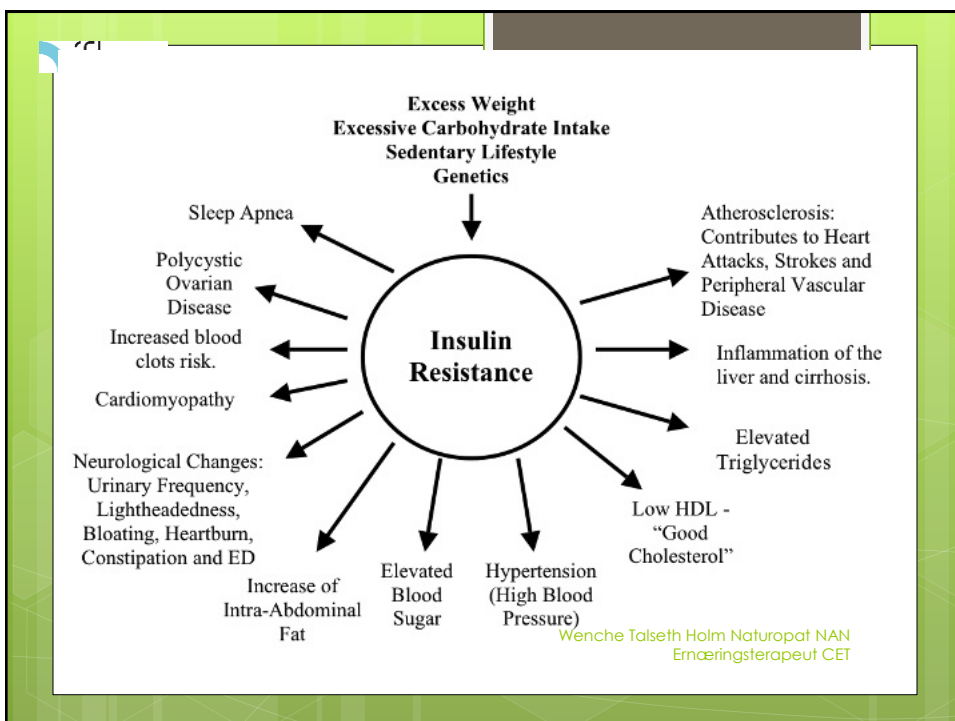 Excess Weight
Excessive Carbohydrate Intake
Sedentary Lifestyle
Genetics
Sleep Apnea
Polycystic
Ovarian
Disease
Increased blood
clots risk.
Cardiomyopathy
Neurological Changes:
Urinary Frequency,
Lightheadedness,
Bloating, Heartburn,
Constipation and ED
Insulin
Resistance
Atherosclerosis:
Contributes to Heart
Attacks, Strokes and
Peripheral Vascular
Disease
Inflammation of the
liver and cirrhosis.
Elevated
Triglycerides
Low HDL -
“Good
Cholesterol”
Increase of
Intra-Abdominal
Fat
Elevated
Blood
Sugar
Hypertension
(High Blood
Pressure)
Wenche Talseth Holm Naturopat NAN
Ernæringsterapeut CET